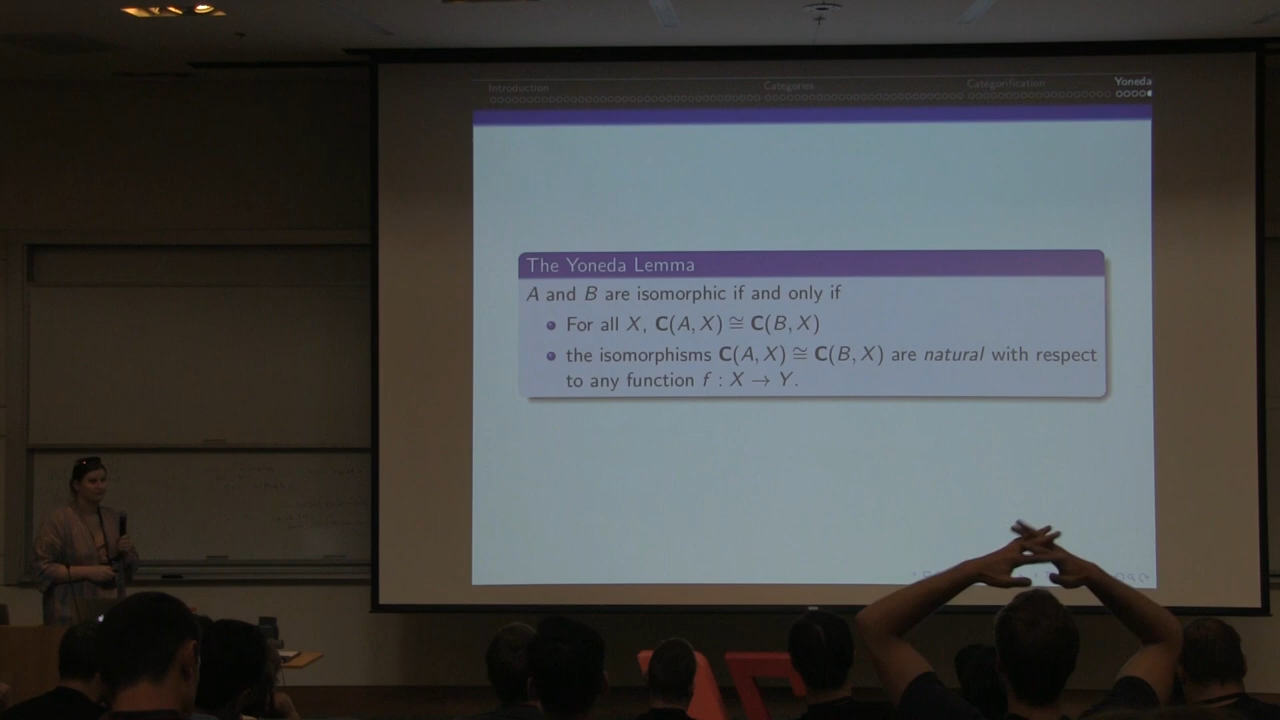 Introduction Categories Categorification Yoneda
The Yoneda Lemma
A and B are isomorphic if and only if
• For all X, C(A, X) ≅ C(B, X)
• the isomorphisms C(A, X) ≅ C(B, X) are natural with respect
to any function f : X → Y.